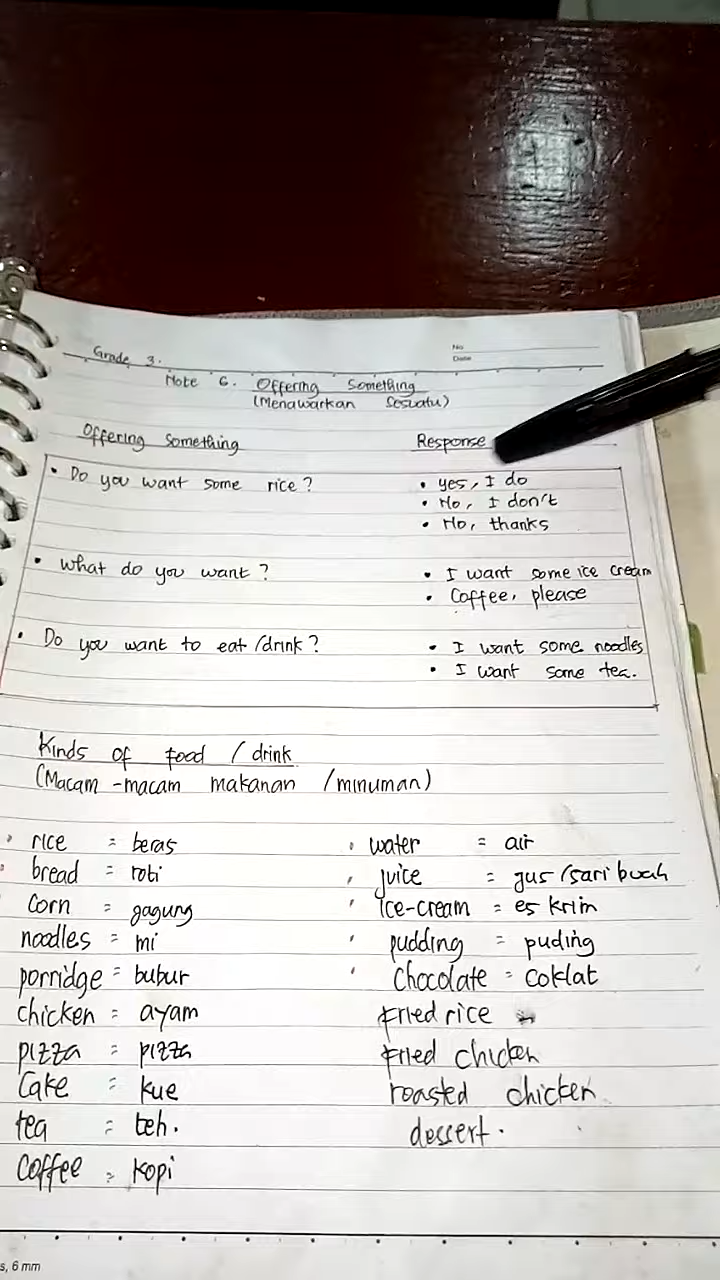 Grade 3.
No
Date
Note 6. Offering Something
(Menawarkan Sesuatu)
Offering Something
Response
• Do you want some rice?
• yes, I do
• No, I don't
• No, thanks
• What do you want?
• I want some ice cream
• Coffee, please
• Do you want to eat/drink?
• I want some noodles
• I want some tea.
Kinds of food / drink
(Macam-macam makanan /minuman)
rice = beras
bread = roti
corn = gagung
noodles = mi
porridge = bubur
chicken = ayam
pizza = pizza
Cake = kue
tea = teh.
Coffee = kopi
water = air
juice = gus/sari buah
ice-cream = es krim
pudding = puding
Chocolate = Coklat
Fried rice
Fried chicken
roasted chicken
dessert.
s, 6 mm